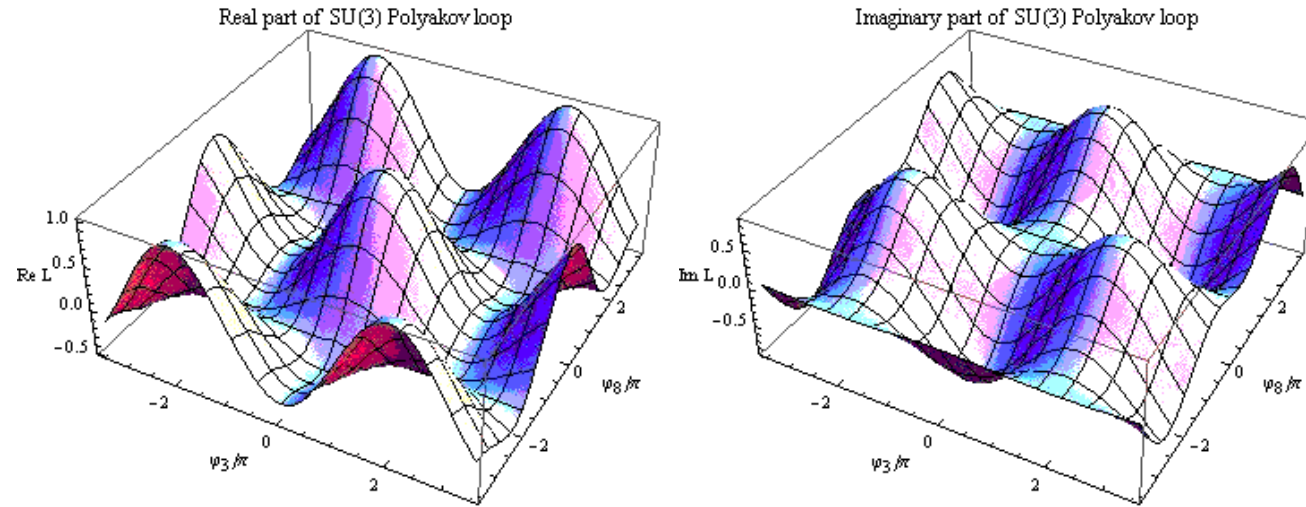 Real part of SU(3) Polyakov loop
1.0
0.5
Re L
0.0
−0.5
−2
0
2
φ₃/π
−2
0
2
φ₈/π
Imaginary part of SU(3) Polyakov loop
0.5
Im L
0.0
−0.5
−2
0
2
φ₃/π
−2
0
2
φ₈/π